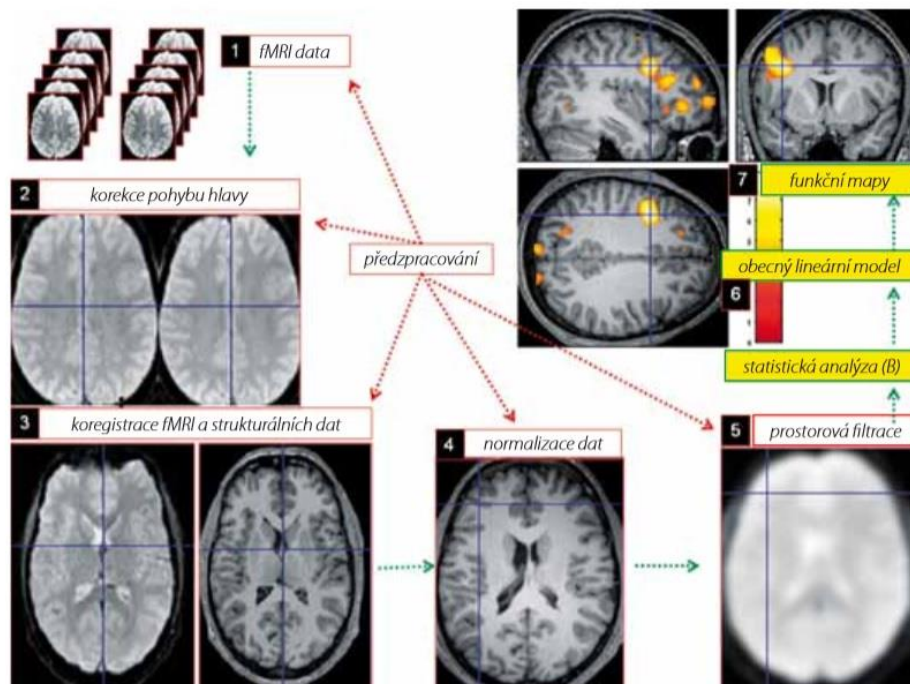 1 fMRI data
2 korekce pohybu hlavy
předzpracování
3 koregistrace fMRI a strukturálních dat
4 normalizace dat
5 prostorová filtrace
statistická analýza (B)
6
obecný lineární model
7 funkční mapy